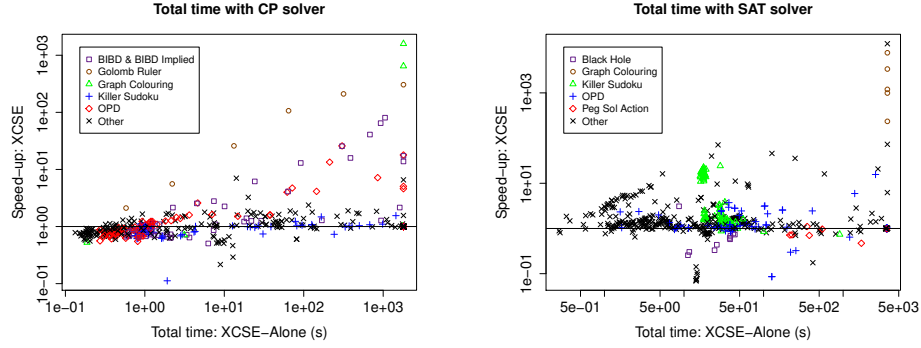 Total time with CP solver
Speed−up: XCSE
1e+03
1e+02
1e+01
1e+00
1e−01
BIBD & BIBD Implied
Golomb Ruler
Graph Colouring
Killer Sudoku
OPD
Other
1e−01
1e+00
1e+01
1e+02
1e+03
Total time: XCSE−Alone (s)
Total time with SAT solver
Speed−up: XCSE
1e+03
1e+01
1e−01
Black Hole
Graph Colouring
Killer Sudoku
OPD
Peg Sol Action
Other
5e−01
5e+00
5e+01
5e+02
5e+03
Total time: XCSE−Alone (s)